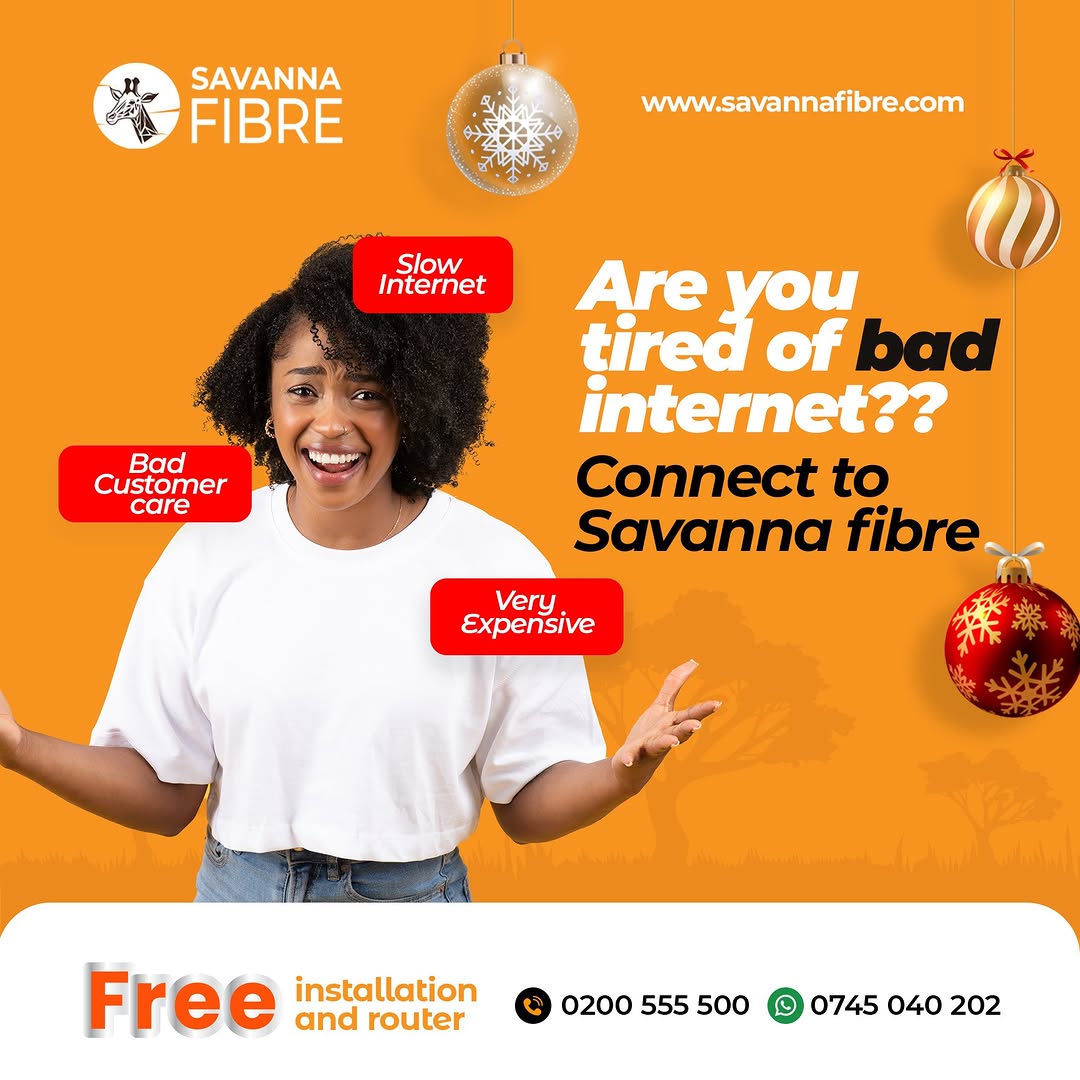 SAVANNA
FIBRE
www.savannafibre.com
Slow
Internet
Are you
tired of bad
internet??
Connect to
Savanna fibre
Bad
Customer
care
Very
Expensive
Free
installation
and router
0200 555 500
0745 040 202